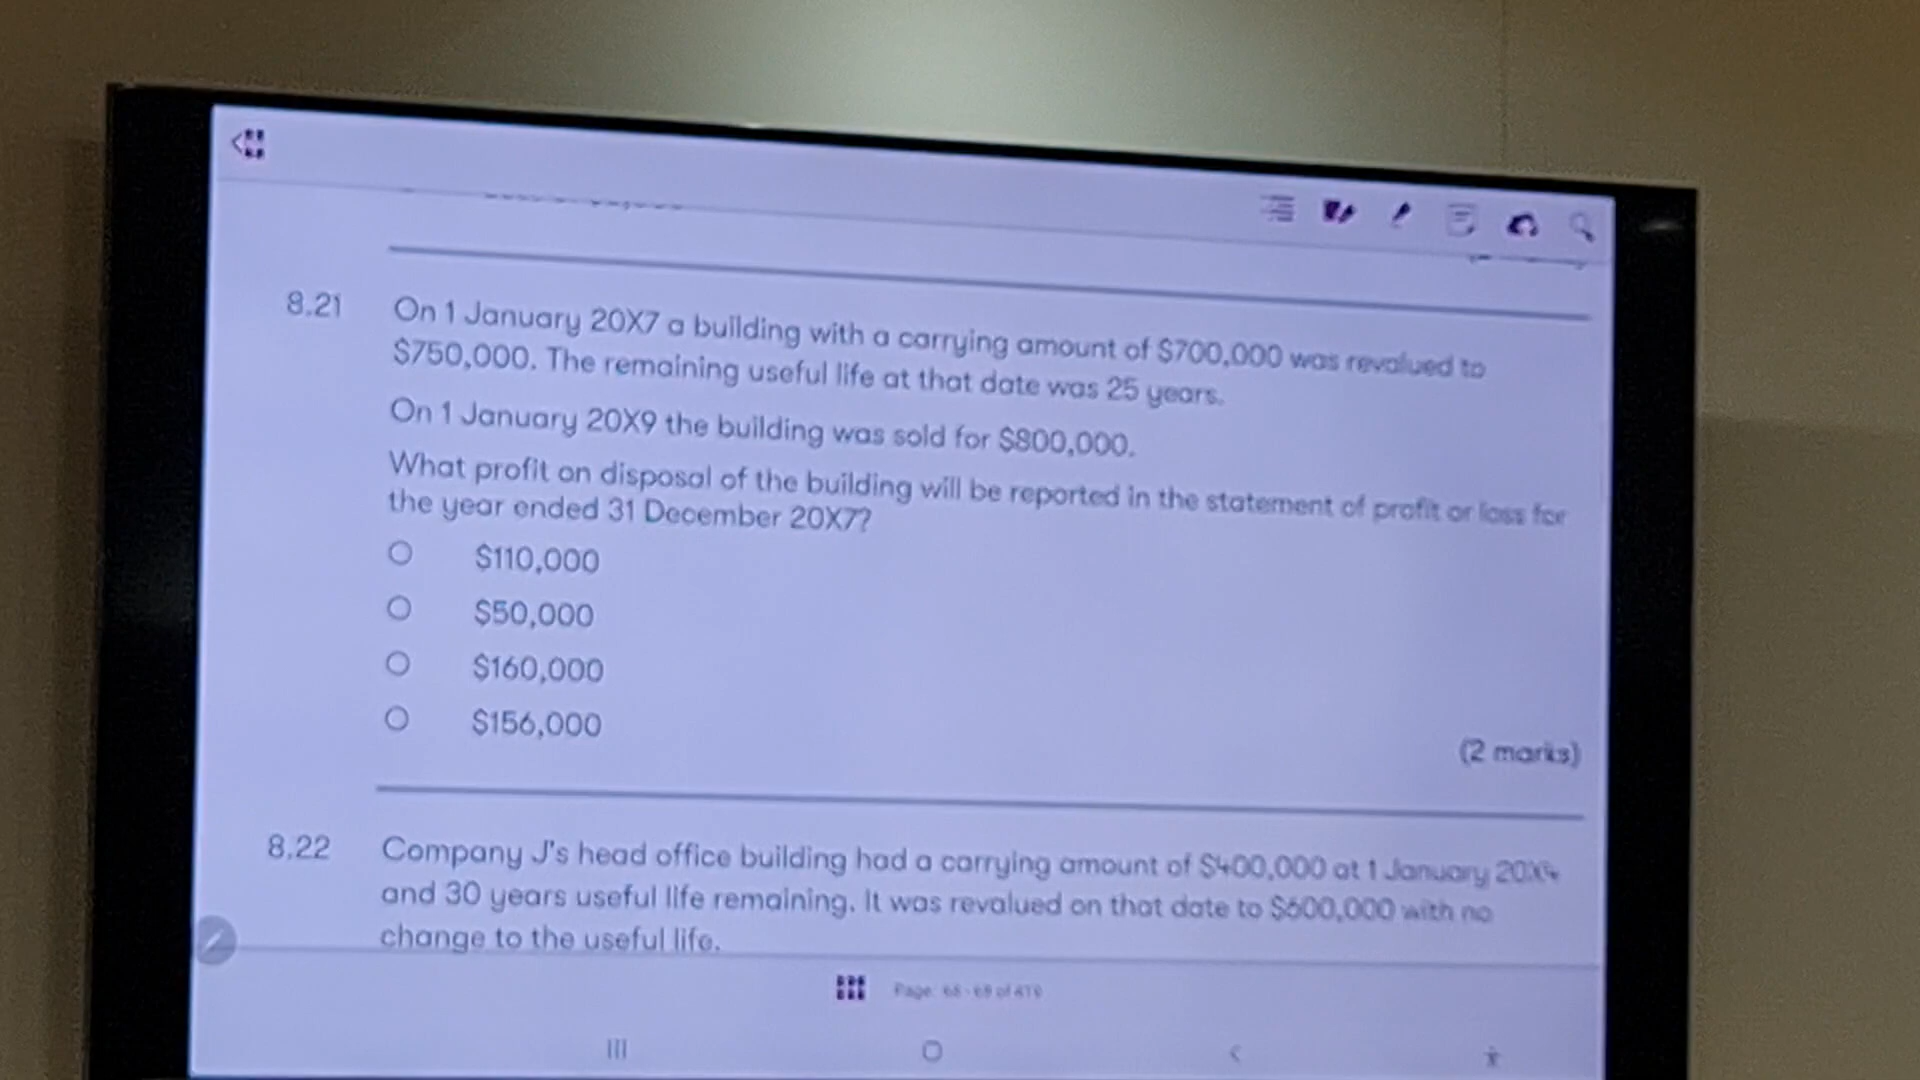 8.21 On 1 January 20X7 a building with a carrying amount of $700,000 was revalued to
$750,000. The remaining useful life at that date was 25 years.
On 1 January 20X9 the building was sold for $800,000.
What profit on disposal of the building will be reported in the statement of profit or loss for
the year ended 31 December 20X7?
$110,000
$50,000
$160,000
$156,000
(2 marks)
8.22 Company J's head office building had a carrying amount of $400,000 at 1 January
and 30 years useful life remaining. It was revalued on that date to $600,000 with no
change to the useful life.
Page: 68 - 69 of